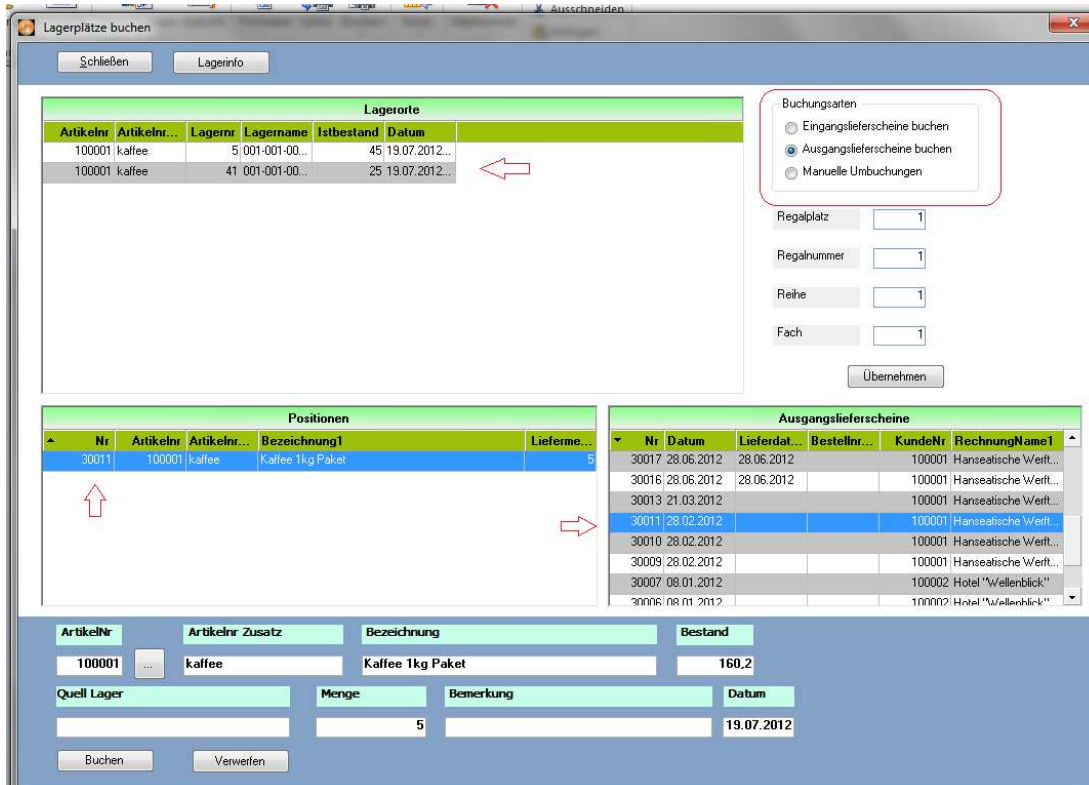 Ausschneiden
Lagerplätze buchen
Schließen Lagerinfo
Lagerorte
Artikelnr Artikelnr... Lagernr Lagername Istbestand Datum
100001 kaffee 5 001-001-00... 45 19.07.2012...
100001 kaffee 41 001-001-00... 25 19.07.2012...
Buchungsarten
Eingangslieferscheine buchen
Ausgangslieferscheine buchen
Manuelle Umbuchungen
Regalplatz 1
Regalnummer 1
Reihe 1
Fach 1
Übernehmen
Positionen
Nr Artikelnr Artikelnr... Bezeichnung1 Lieferme...
30011 100001 kaffee Kaffee 1kg Paket 5
Ausgangslieferscheine
Nr Datum Lieferdat... Bestellnr... KundeNr RechnungName1
30017 28.06.2012 28.06.2012 100001 Hanseatische Werft...
30016 28.06.2012 28.06.2012 100001 Hanseatische Werft...
30013 21.03.2012 100001 Hanseatische Werft...
30011 28.02.2012 100001 Hanseatische Werft...
30010 28.02.2012 100001 Hanseatische Werft...
30009 28.02.2012 100001 Hanseatische Werft...
30007 08.01.2012 100002 Hotel "Wellenblick"
30006 08.01.2012 100002 Hotel "Wellenblick"
ArtikelNr Artikelnr Zusatz Bezeichnung Bestand
100001 ... kaffee Kaffee 1kg Paket 160,2
Quell Lager Menge Bemerkung Datum
5 19.07.2012
Buchen Verwerfen